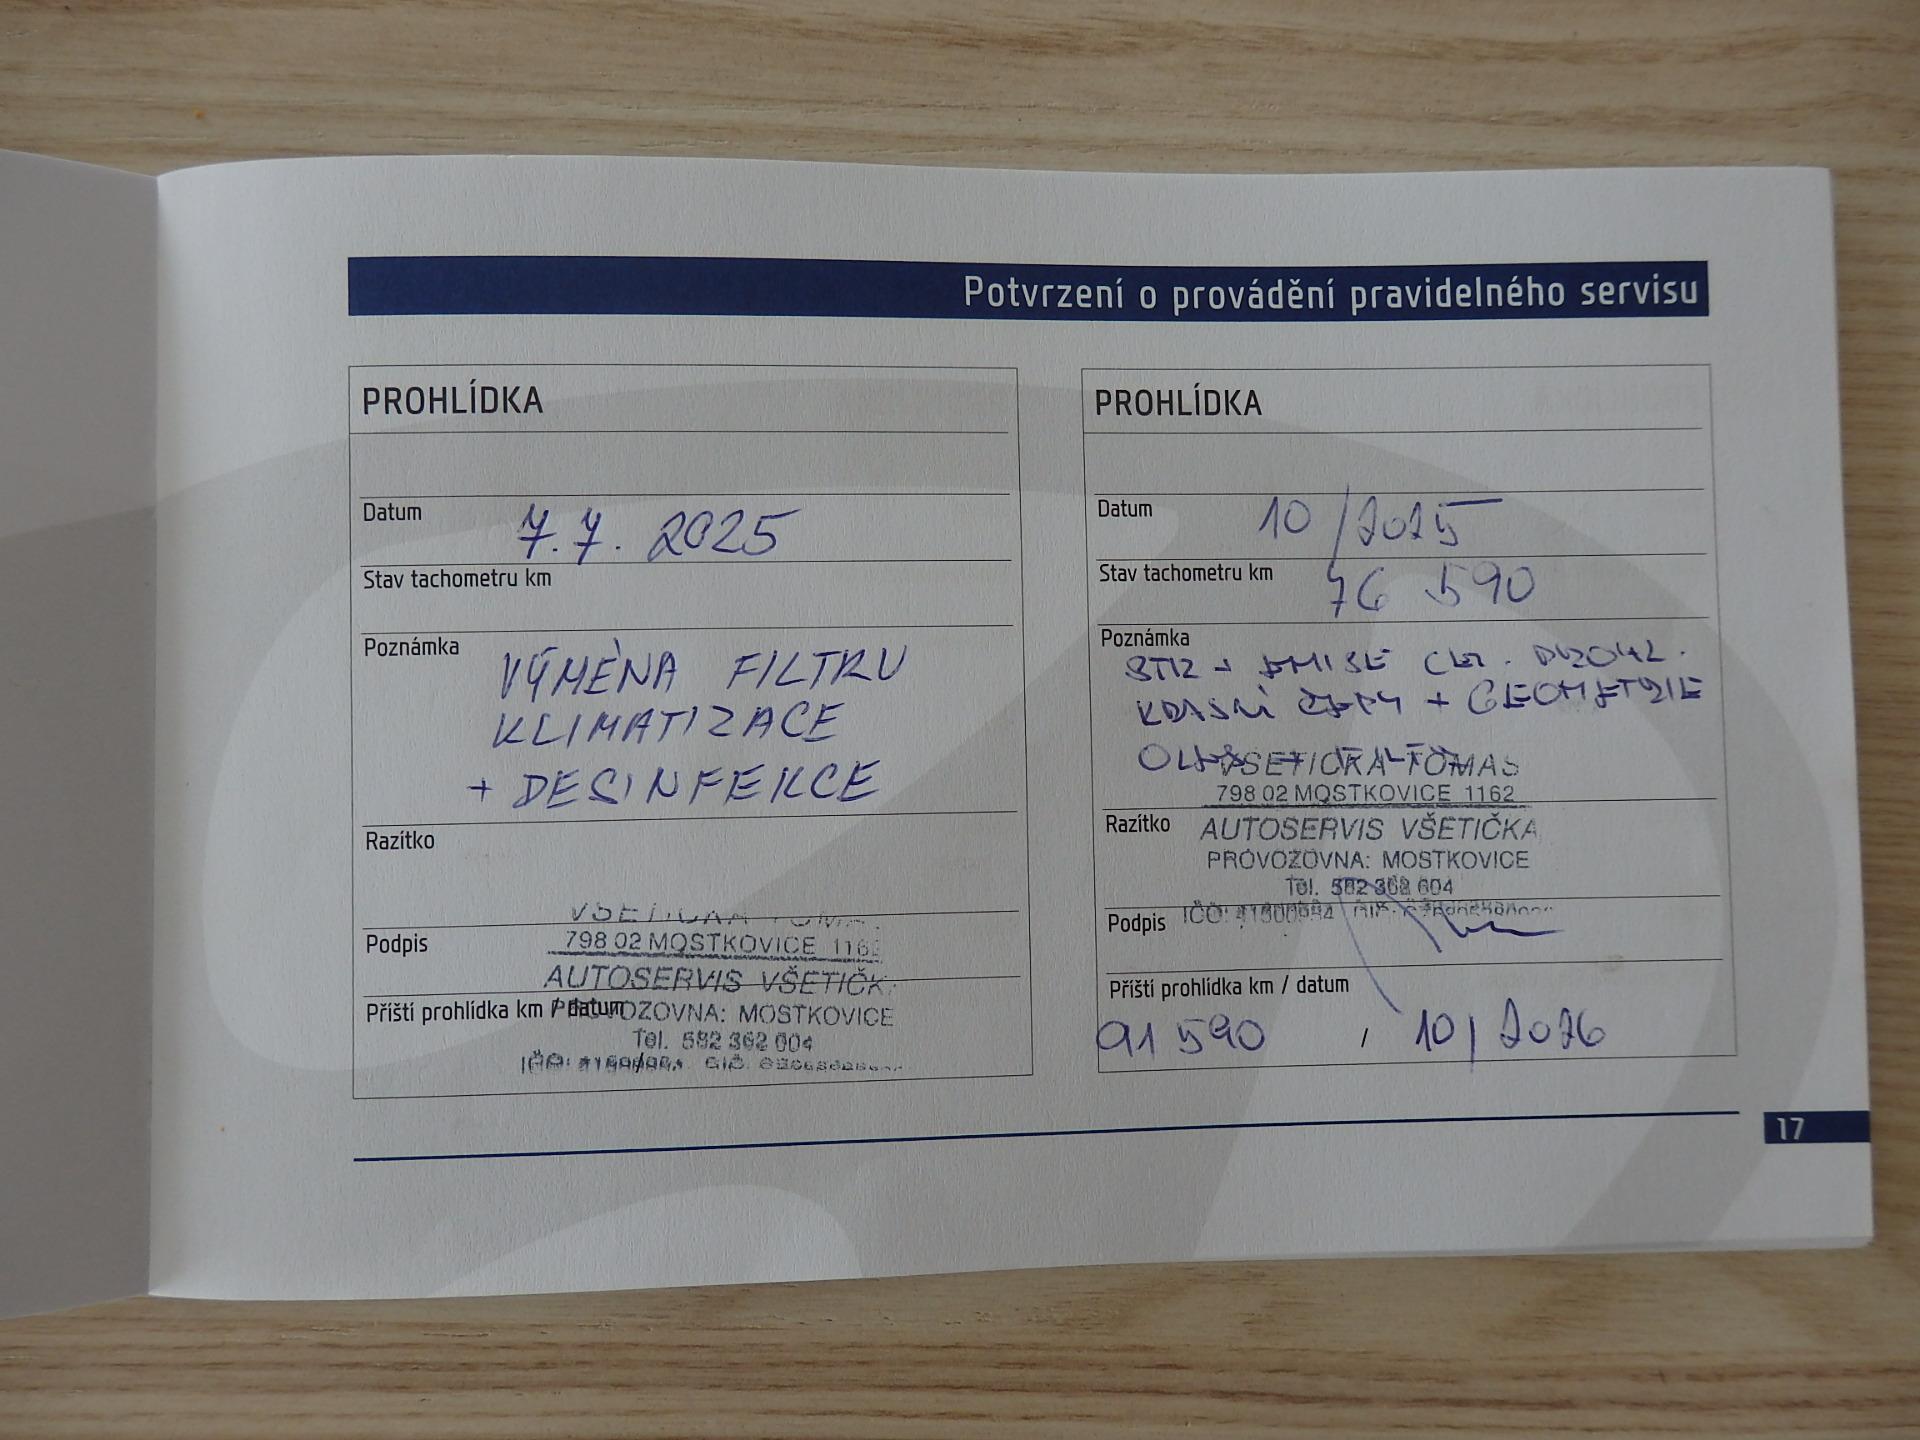 Potvrzení o provádění pravidelného servisu
PROHLÍDKA
Datum 7.7. 2025
Stav tachometru km
Poznámka VÝMĚNA FILTRU
KLIMATIZACE
+ DESINFEKCE
Razítko
Podpis
798 02 MOSTKOVICE
AUTOSERVIS
Příští prohlídka km / datum
PROVOZOVNA: MOSTKOVICE
Tel. 582 362 604
PROHLÍDKA
Datum 10/2025
Stav tachometru km 76 590
Poznámka STK + EMISE
+ GEOMETRIE
VŠETIČKA TOMÁŠ
798 02 MOSTKOVICE 1162
Razítko AUTOSERVIS VŠETIČKA
PROVOZOVNA: MOSTKOVICE
Tel. 582 362 604
Podpis IČO:
Příští prohlídka km / datum
91 590 / 10/2026
17